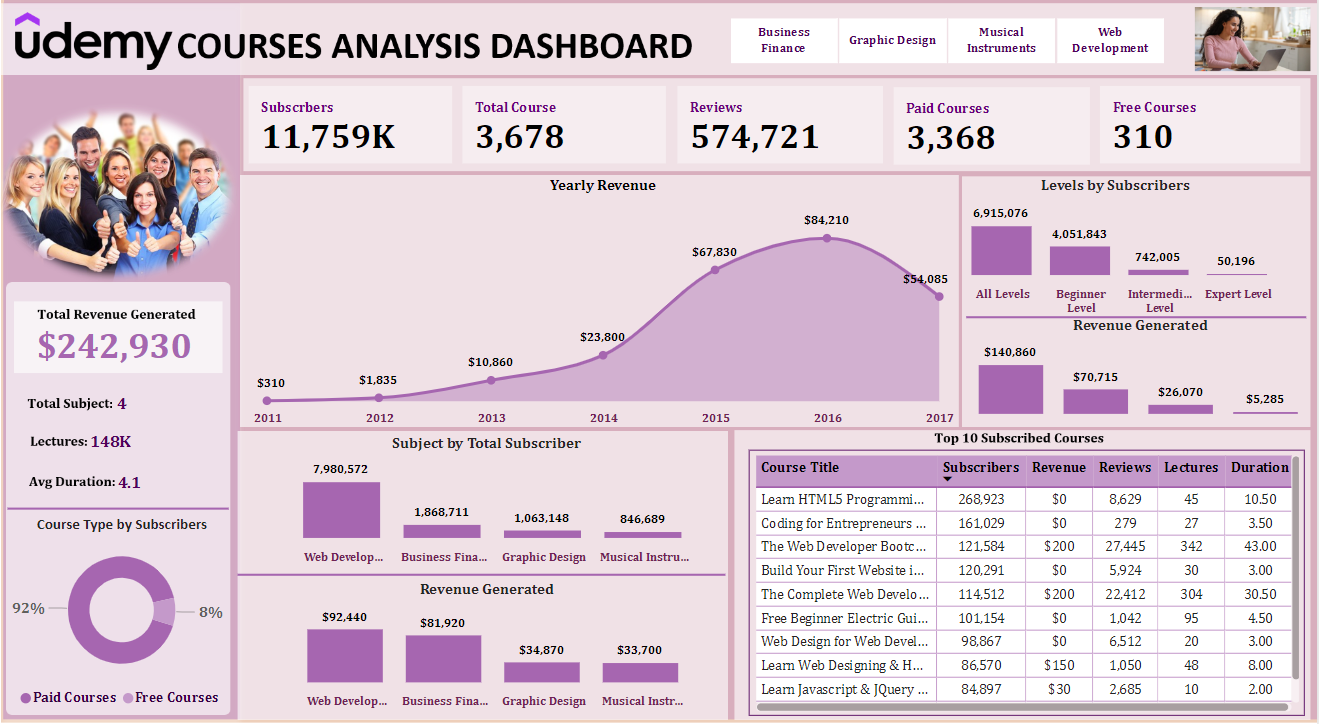 udemy COURSES ANALYSIS DASHBOARD
Business Finance
Graphic Design
Musical Instruments
Web Development
Subscrbers
11,759K
Total Course
3,678
Reviews
574,721
Paid Courses
3,368
Free Courses
310
Total Revenue Generated
$242,930
Total Subject: 4
Lectures: 148K
Avg Duration: 4.1
Course Type by Subscribers
92%
8%
Paid Courses
Free Courses
Yearly Revenue
$310
$1,835
$10,860
$23,800
$67,830
$84,210
$54,085
2011 2012 2013 2014 2015 2016 2017
Levels by Subscribers
6,915,076
4,051,843
742,005
50,196
All Levels
Beginner Level
Intermedi... Level
Expert Level
Revenue Generated
$140,860
$70,715
$26,070
$5,285
Subject by Total Subscriber
7,980,572
1,868,711
1,063,148
846,689
Web Develop... Business Fina... Graphic Design Musical Instru...
Revenue Generated
$92,440
$81,920
$34,870
$33,700
Web Develop... Business Fina... Graphic Design Musical Instr...
Top 10 Subscribed Courses
Course Title Subscribers Revenue Reviews Lectures Duration
Learn HTML5 Programmi... 268,923 $0 8,629 45 10.50
Coding for Entrepreneurs ... 161,029 $0 279 27 3.50
The Web Developer Bootc... 121,584 $200 27,445 342 43.00
Build Your First Website i... 120,291 $0 5,924 30 3.00
The Complete Web Develo... 114,512 $200 22,412 304 30.50
Free Beginner Electric Gui... 101,154 $0 1,042 95 4.50
Web Design for Web Devel... 98,867 $0 6,512 20 3.00
Learn Web Designing & H... 86,570 $150 1,050 48 8.00
Learn Javascript & JQuery ... 84,897 $30 2,685 10 2.00